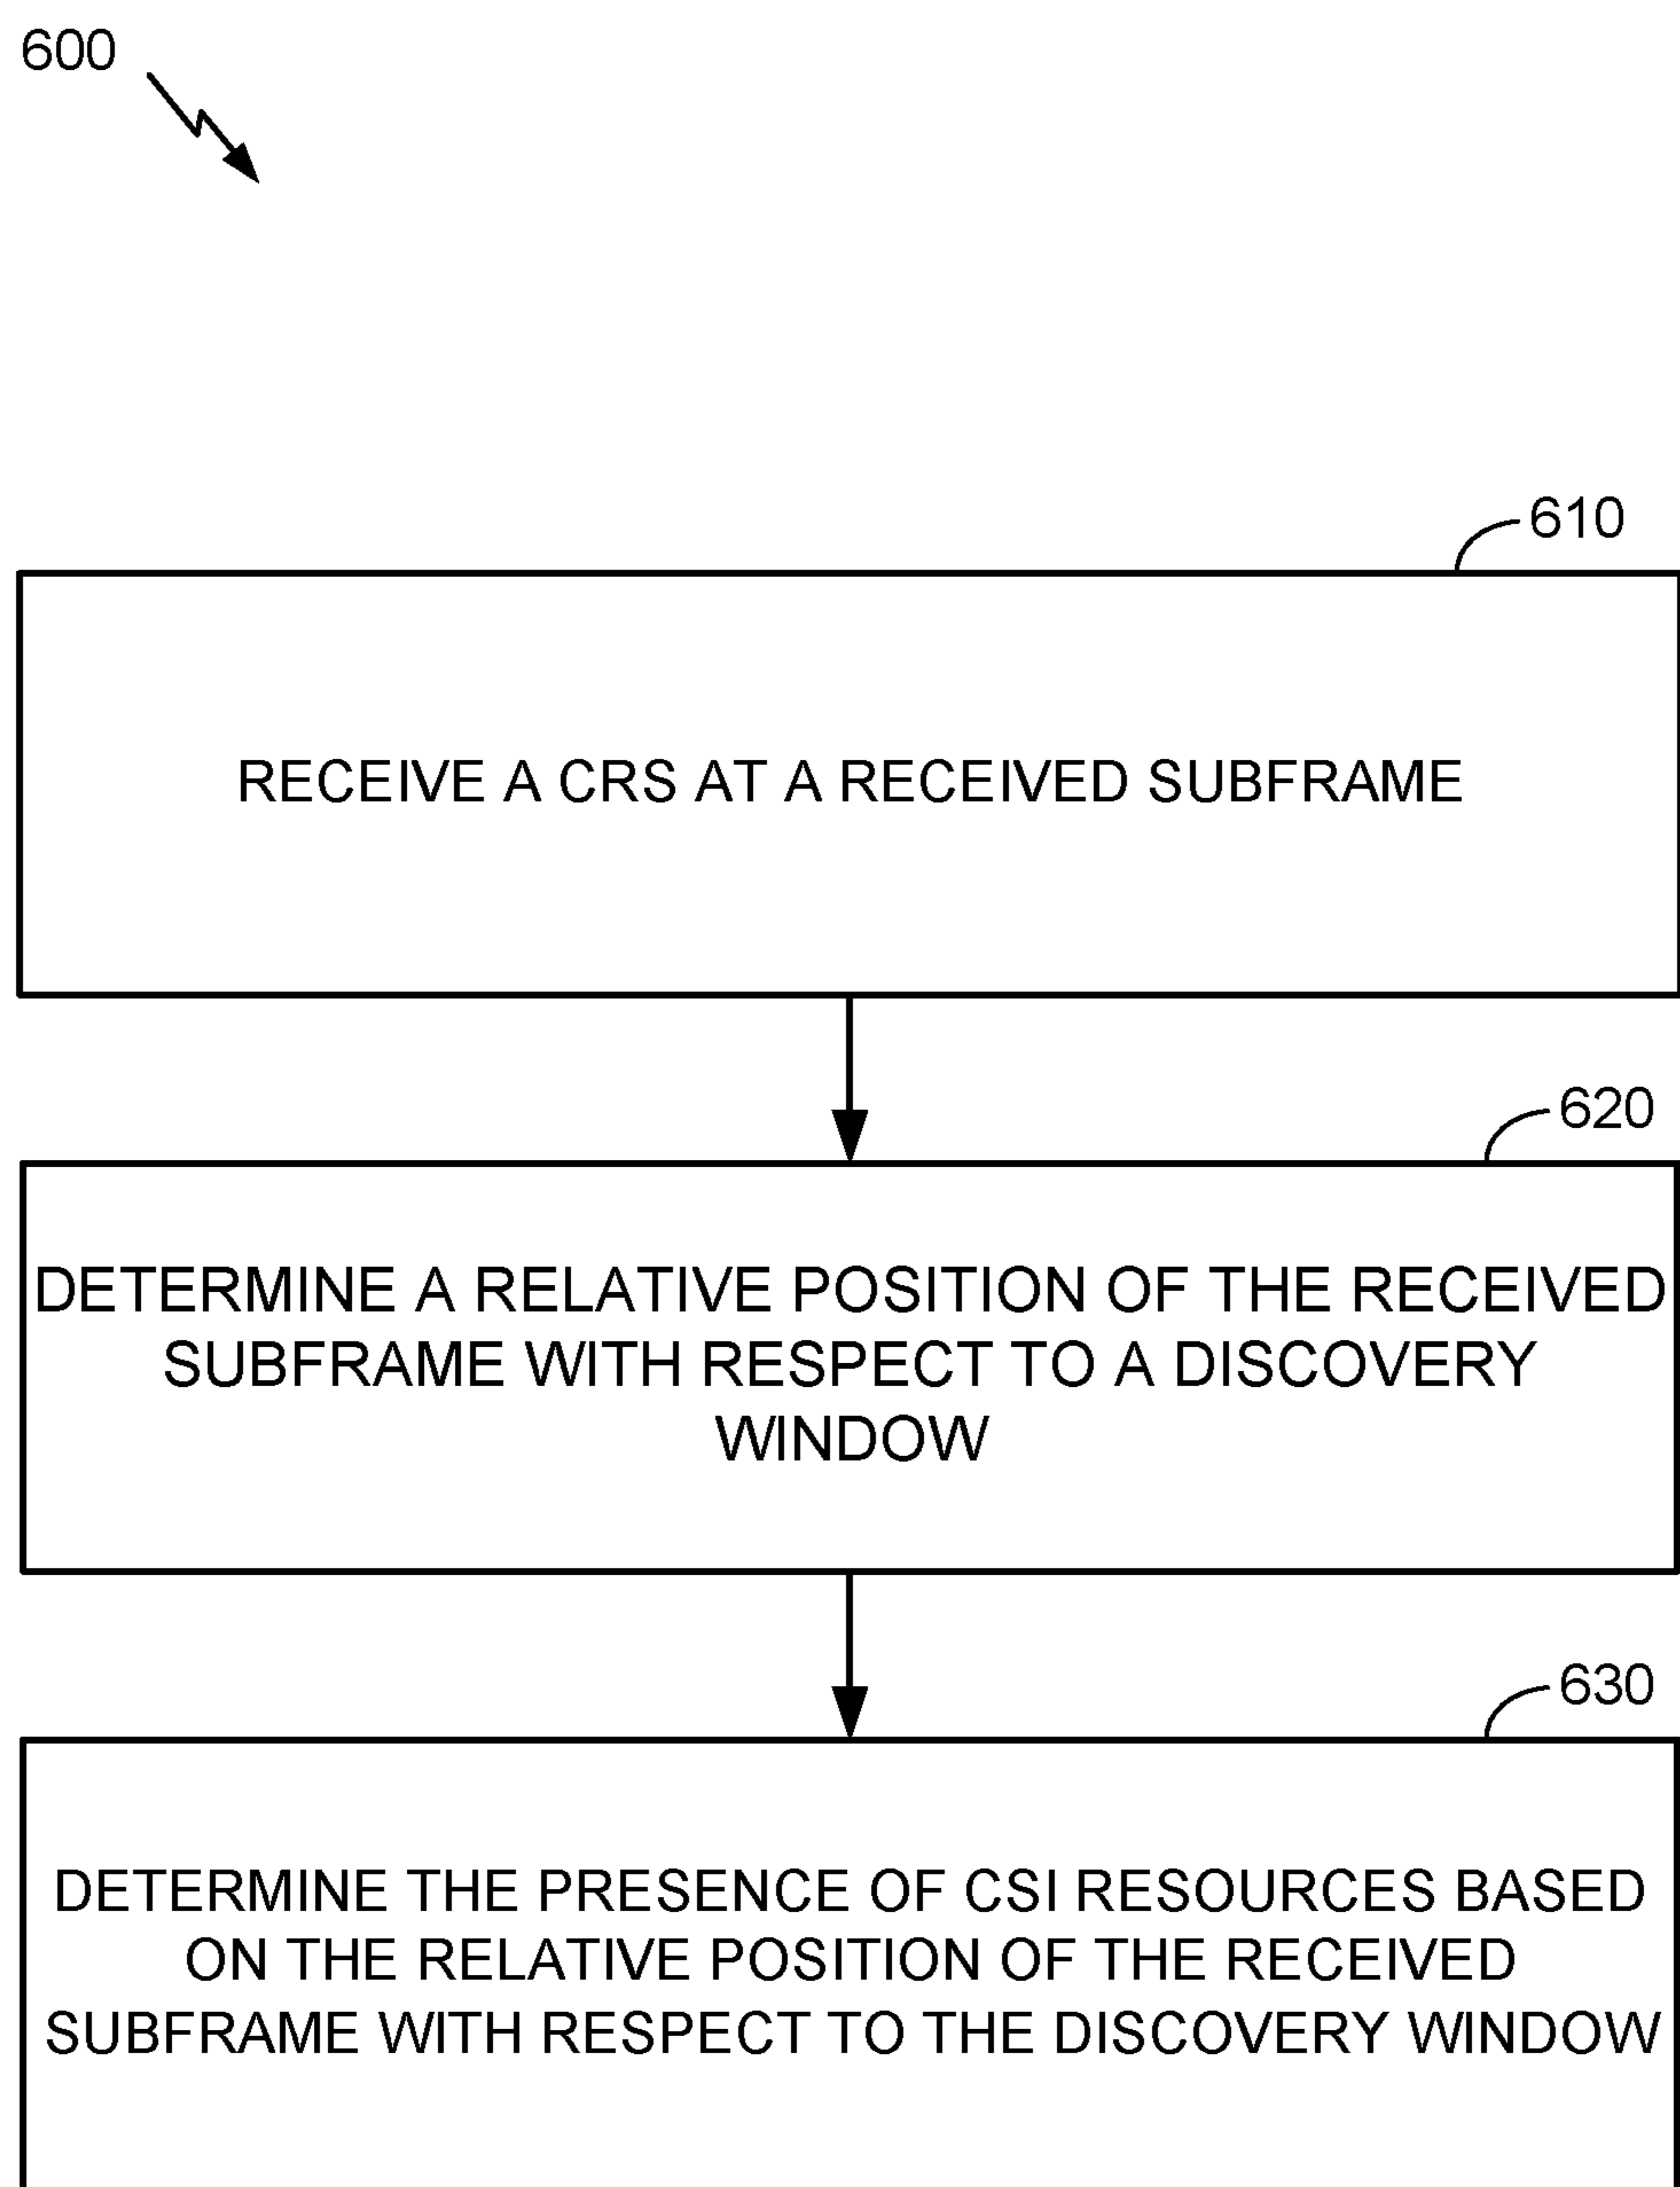 600
610
RECEIVE A CRS AT A RECEIVED SUBFRAME
620
DETERMINE A RELATIVE POSITION OF THE RECEIVED
SUBFRAME WITH RESPECT TO A DISCOVERY
WINDOW
630
DETERMINE THE PRESENCE OF CSI RESOURCES BASED
ON THE RELATIVE POSITION OF THE RECEIVED
SUBFRAME WITH RESPECT TO THE DISCOVERY WINDOW